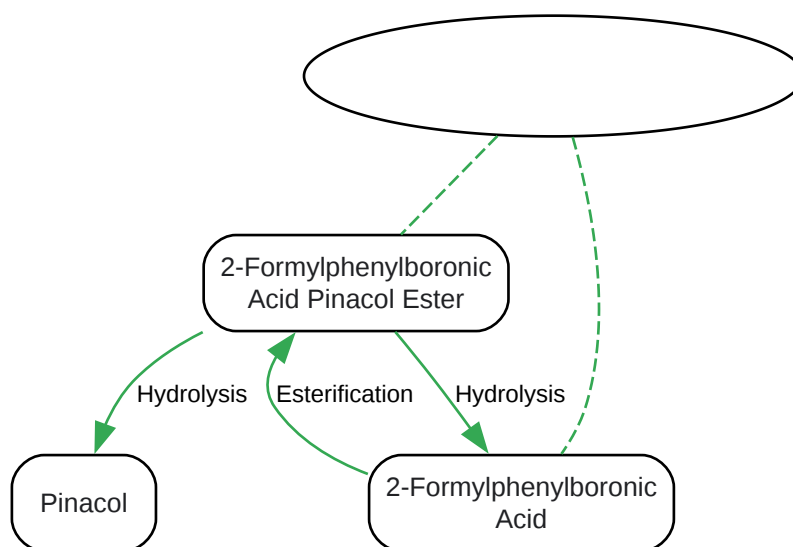 2-Formylphenylboronic
Acid Pinacol Ester
Hydrolysis
Esterification
Hydrolysis
Pinacol
2-Formylphenylboronic
Acid